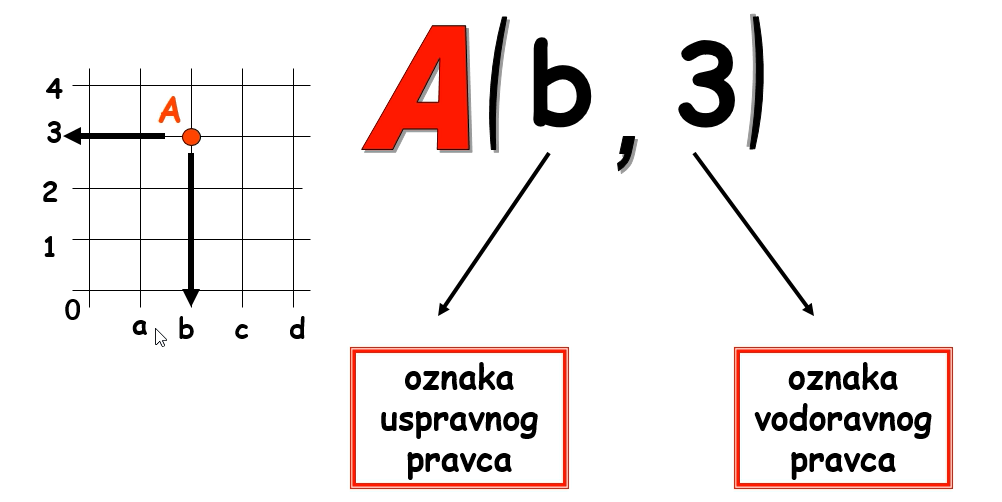 A(b, 3)
4
A
3
2
1
0
a b c d
oznaka
uspravnog
pravca
oznaka
vodoravnog
pravca